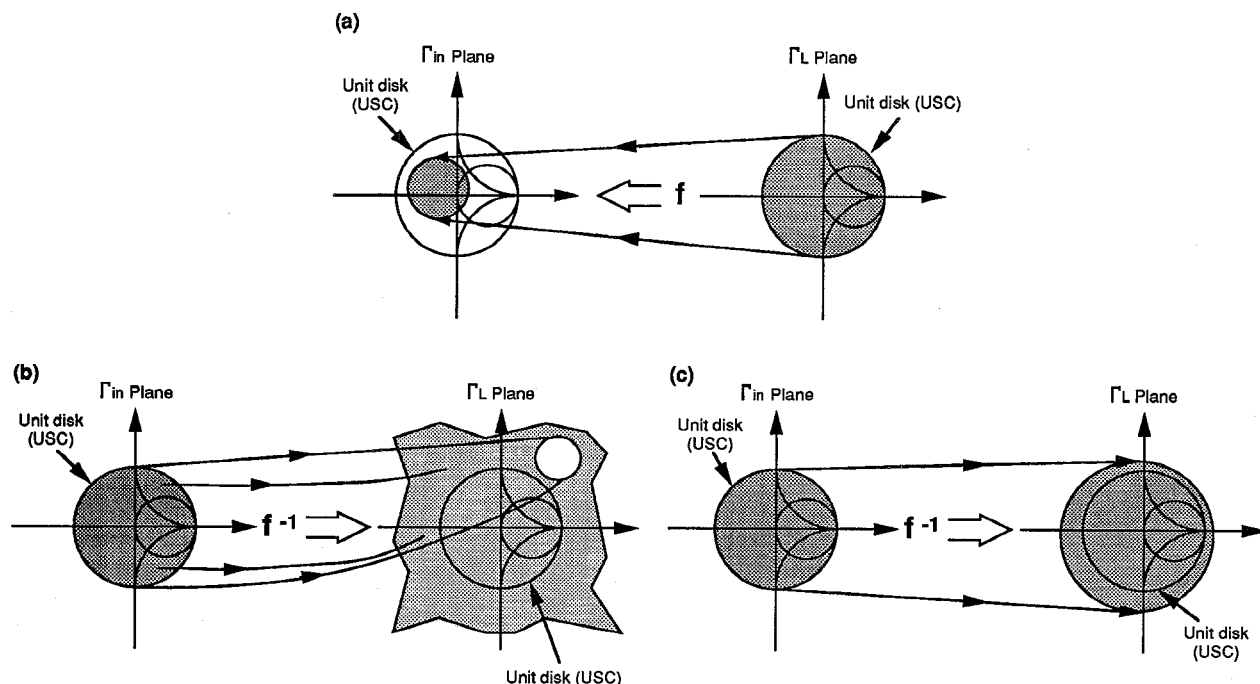 (a)
Γin Plane
Unit disk
(USC)
ΓL Plane
Unit disk (USC)
f
(b)
Γin Plane
Unit disk
(USC)
ΓL Plane
f -1
Unit disk (USC)
(c)
Γin Plane
Unit disk
(USC)
ΓL Plane
f -1
Unit disk
(USC)